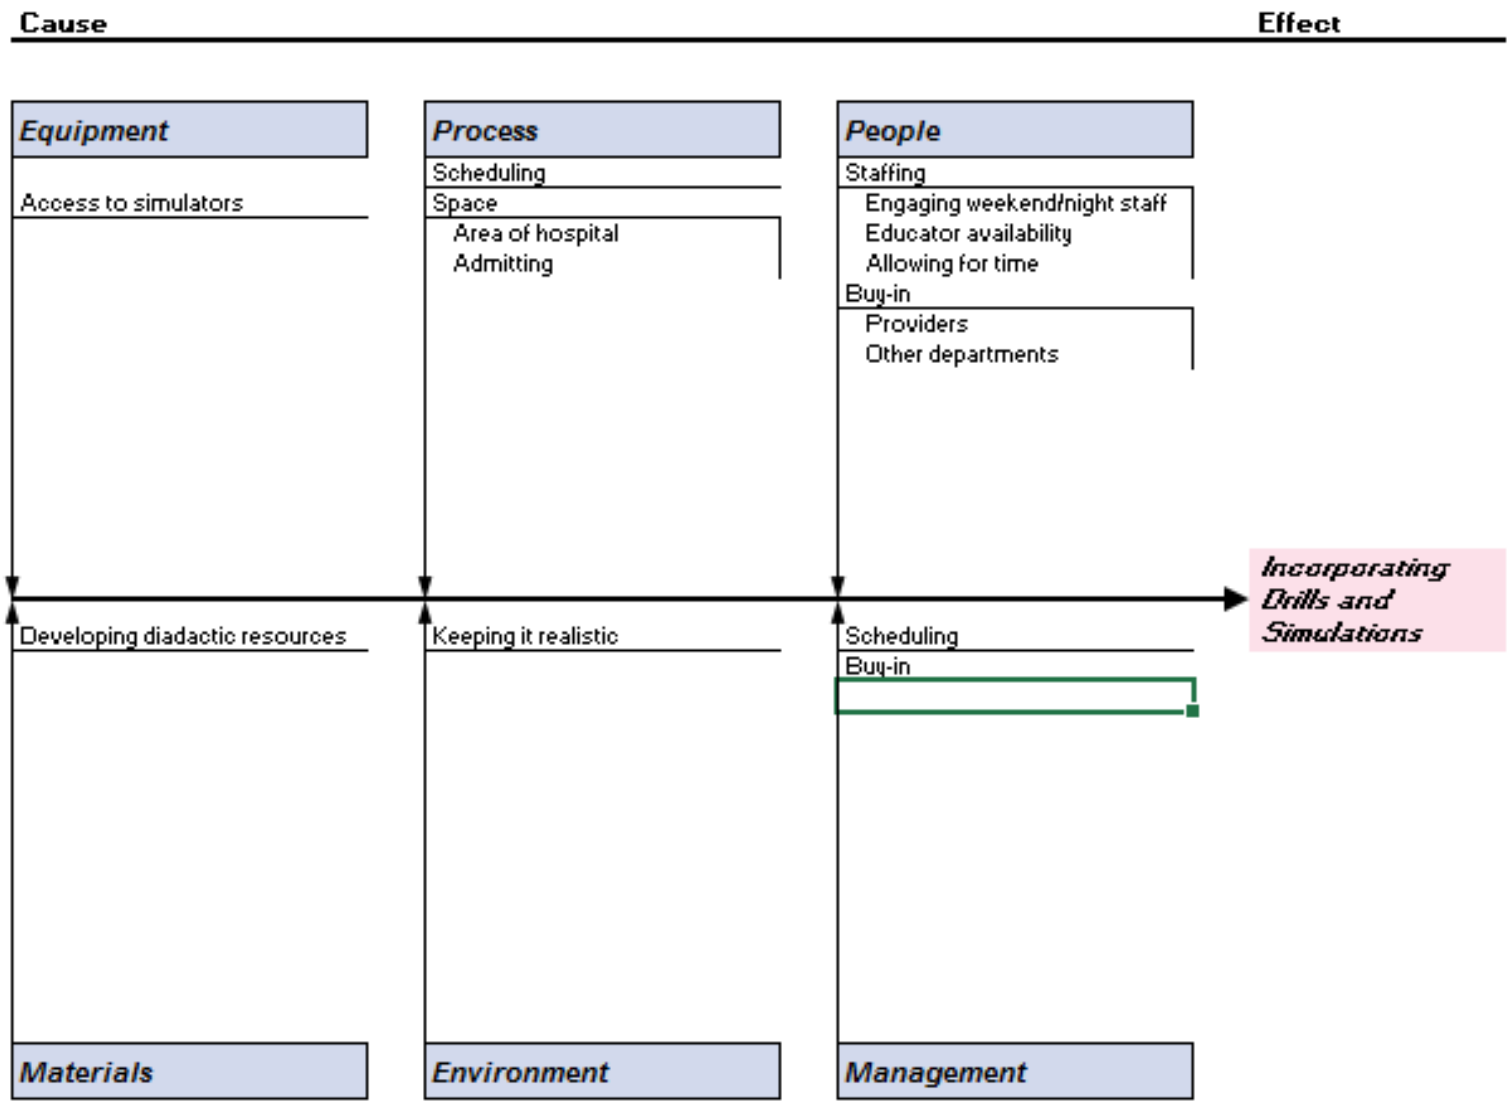 Cause
Effect
Equipment
Access to simulators
Process
Scheduling
Space
Area of hospital
Admitting
People
Staffing
Engaging weekend/night staff
Educator availability
Allowing for time
Buy-in
Providers
Other departments
Incorporating
Drills and
Simulations
Developing diadactic resources
Materials
Keeping it realistic
Environment
Scheduling
Buy-in
Management